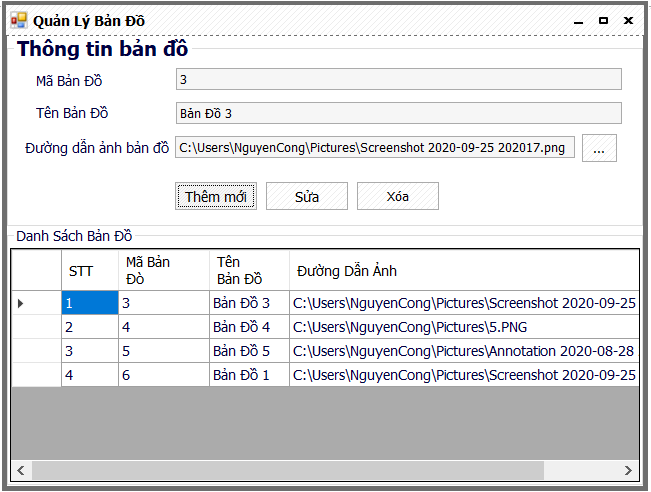 Quản Lý Bản Đồ
Thông tin bản đồ
Mã Bản Đồ
3
Tên Bản Đồ
Bản Đồ 3
Đường dẫn ảnh bản đồ
C:\Users\NguyenCong\Pictures\Screenshot 2020-09-25 202017.png
...
Thêm mới Sửa Xóa
Danh Sách Bản Đồ
STT Mã Bản Đò Tên Bản Đồ Đường Dẫn Ảnh
1 3 Bản Đồ 3 C:\Users\NguyenCong\Pictures\Screenshot 2020-09-25
2 4 Bản Đồ 4 C:\Users\NguyenCong\Pictures\5.PNG
3 5 Bản Đồ 5 C:\Users\NguyenCong\Pictures\Annotation 2020-08-28
4 6 Bản Đồ 1 C:\Users\NguyenCong\Pictures\Screenshot 2020-09-25